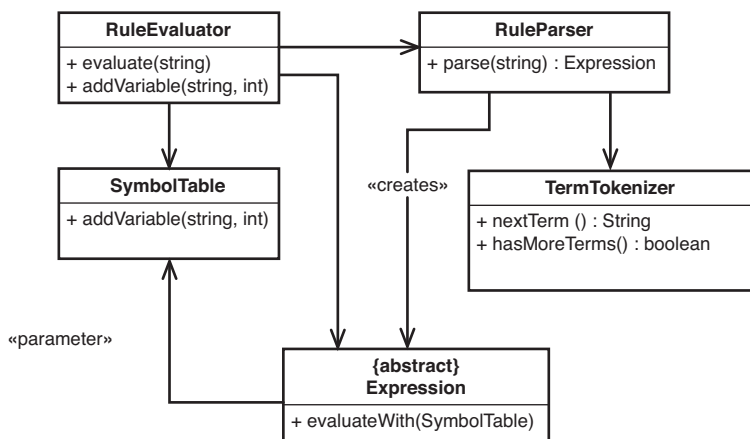 RuleEvaluator
+ evaluate(string)
+ addVariable(string, int)
RuleParser
+ parse(string) : Expression
«creates»
SymbolTable
+ addVariable(string, int)
TermTokenizer
+ nextTerm () : String
+ hasMoreTerms() : boolean
«parameter»
{abstract}
Expression
+ evaluateWith(SymbolTable)